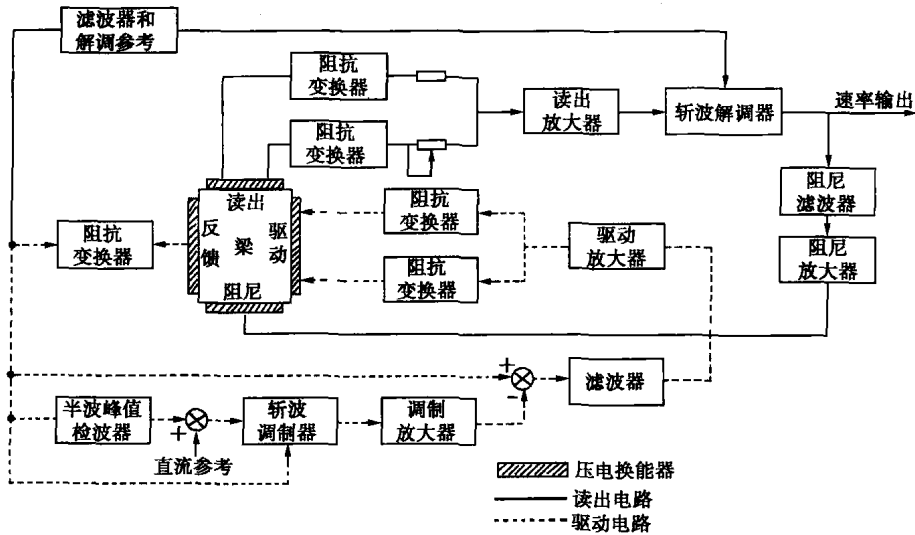 滤波器和
解调参考
阻抗
变换器
阻抗
变换器
读出
放大器
斩波解调器
速率输出
阻尼
滤波器
阻尼
放大器
读出
反馈
梁
驱动
阻尼
阻抗
变换器
阻抗
变换器
阻抗
变换器
驱动
放大器
+
-
滤波器
半波峰值
检波器
+
直流参考
斩波
调制器
调制
放大器
压电换能器
读出电路
驱动电路